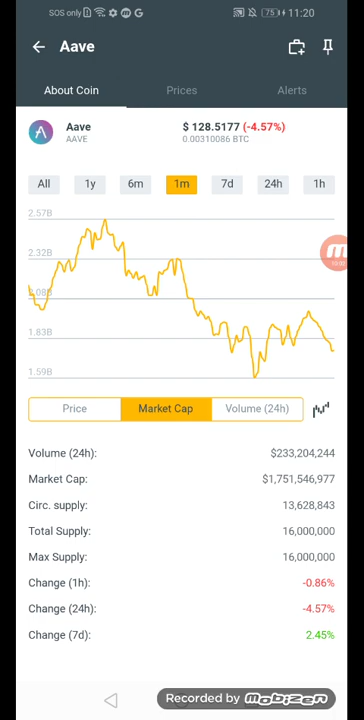 SOS only 75 11:20
Aave
About Coin Prices Alerts
Aave $ 128.5177 (-4.57%)
AAVE 0.00310086 BTC
All 1y 6m 1m 7d 24h 1h
2.57B
2.32B
2.08B
1.83B
1.59B
00:00
Price Market Cap Volume (24h)
Volume (24h): $233,204,244
Market Cap: $1,751,546,977
Circ. supply: 13,628,843
Total Supply: 16,000,000
Max Supply: 16,000,000
Change (1h): -0.86%
Change (24h): -4.57%
Change (7d): 2.45%
Recorded by mobizen